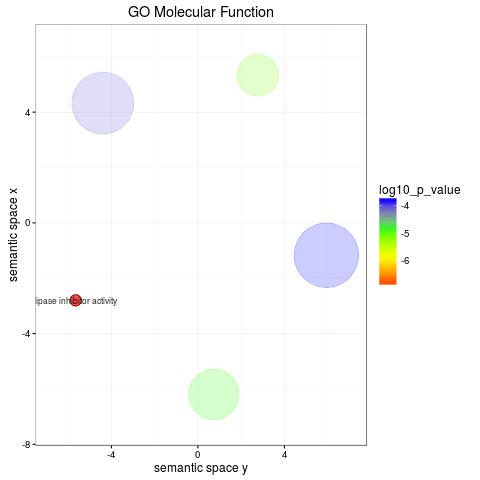 GO Molecular Function
semantic space x
4
0
-4
-8
ipase inhibitor activity
-4
0
4
semantic space y
log10_p_value
-4
-5
-6